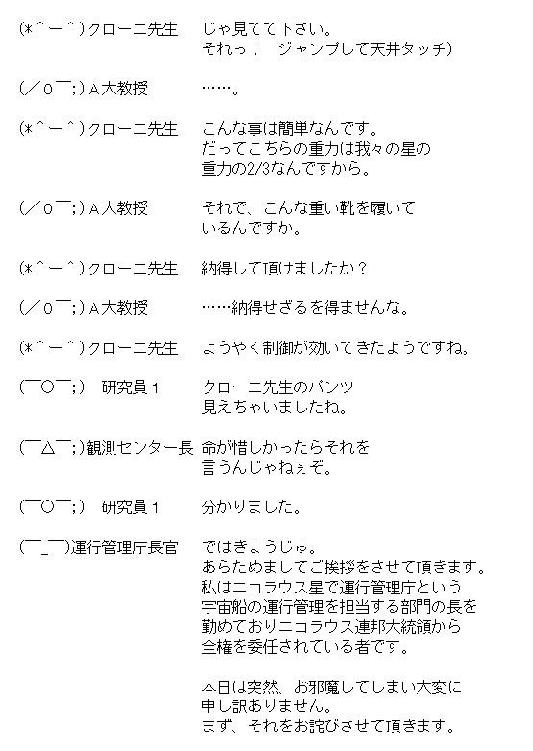 (*＾ー＾)クローニ先生　じゃ見てて下さい。
それっ．　ジャンプして天井タッチ)
(／０￣;)Ａ大教授　……。
(*＾ー＾)クローニ先生　こんな事は簡単なんです。
だってこちらの重力は我々の星の
重力の2/3なんですから。
(／０￣;)Ａ大教授　それで、こんな重い靴を履いて
いるんですか。
(*＾ー＾)クローニ先生　納得して頂けましたか？
(／０￣;)Ａ大教授　……納得せざるを得ませんな。
(*＾ー＾)クローニ先生　ようやく制御が効いてきたようですね。
(￣○￣;)　研究員１　クローニ先生のパンツ
見えちゃいましたね。
(￣△￣;)観測センター長　命が惜しかったらそれを
言うんじゃねぇぞ。
(￣○￣;)　研究員１　分かりました。
(￣_￣)運行管理庁長官　ではきょうじゅ。
あらためましてご挨拶をさせて頂きます。
私はニコラウス星で運行管理庁という
宇宙船の運行管理を担当する部門の長を
勤めておりニコラウス連邦大統領から
全権を委任されている者です。
本日は突然、お邪魔してしまい大変に
申し訳ありません。
まず、それをお詫びさせて頂きます。